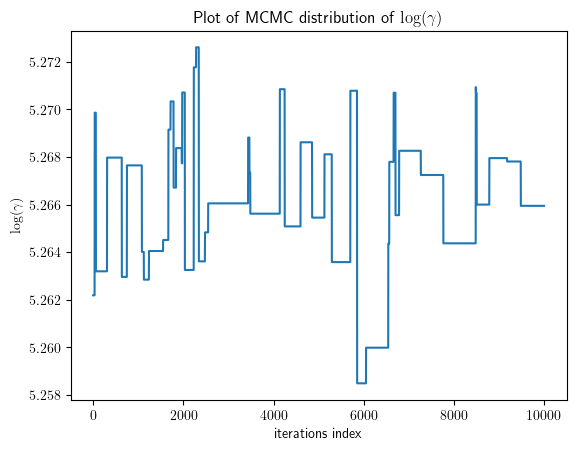 Plot of MCMC distribution of log(γ)
log(γ)
5.272
5.270
5.268
5.266
5.264
5.262
5.260
5.258
0 2000 4000 6000 8000 10000
iterations index